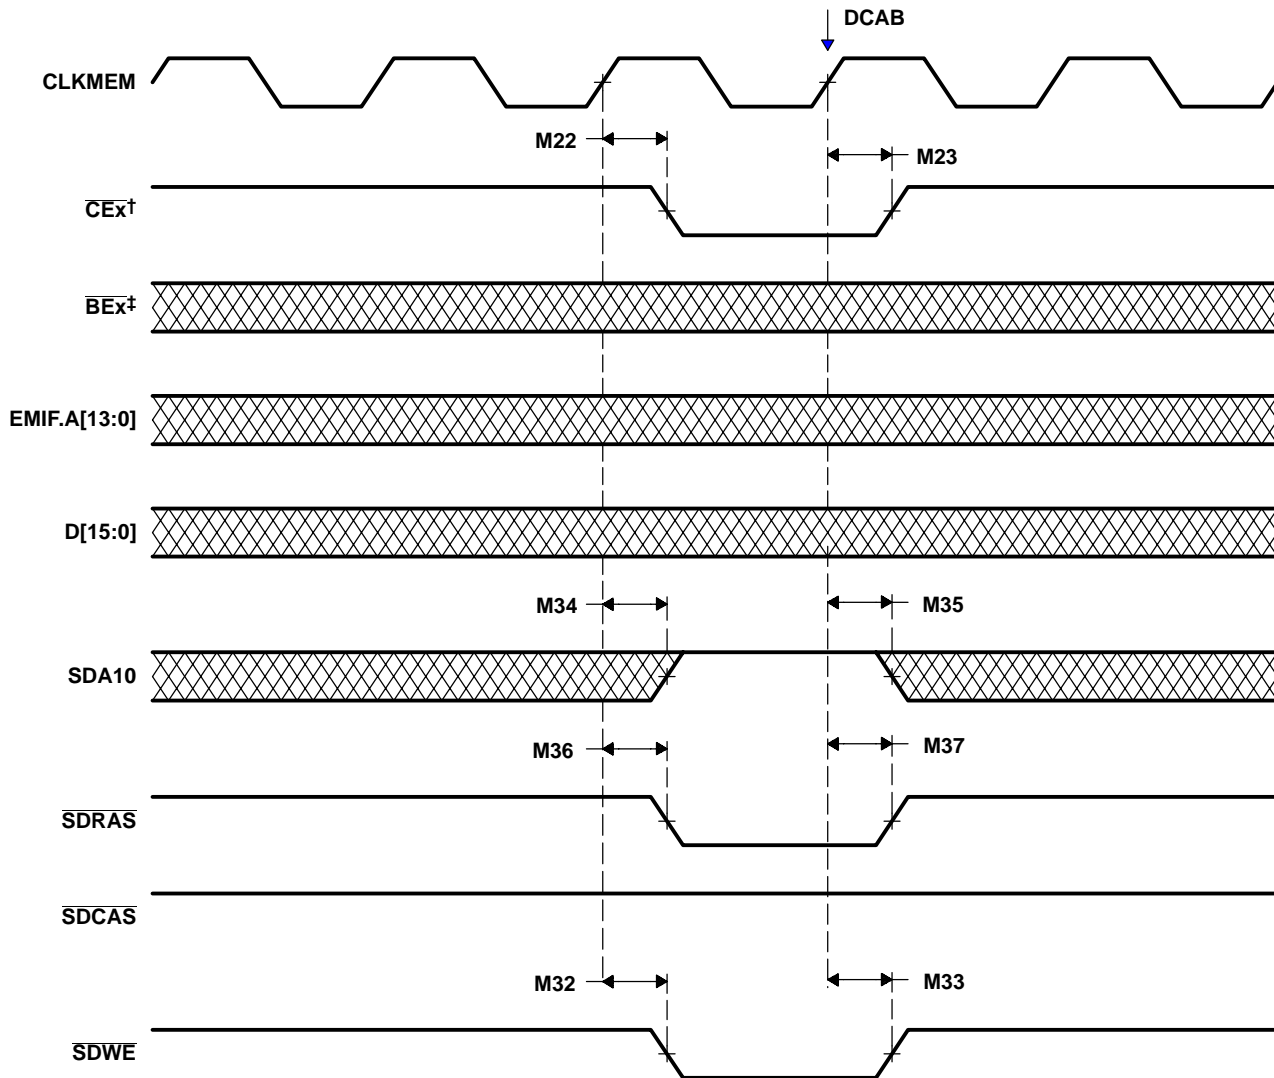 DCAB
CLKMEM
M22
M23
CEx†
BEx‡
EMIF.A[13:0]
D[15:0]
M34
M35
SDA10
M36
M37
SDRAS
SDCAS
M32
M33
SDWE